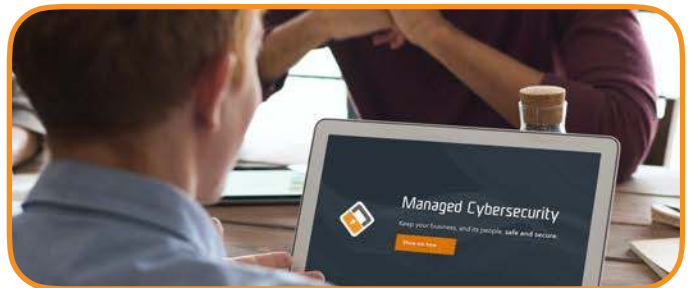 Managed Cybersecurity
Keep your business, and its people, safe and secure.
Show me how